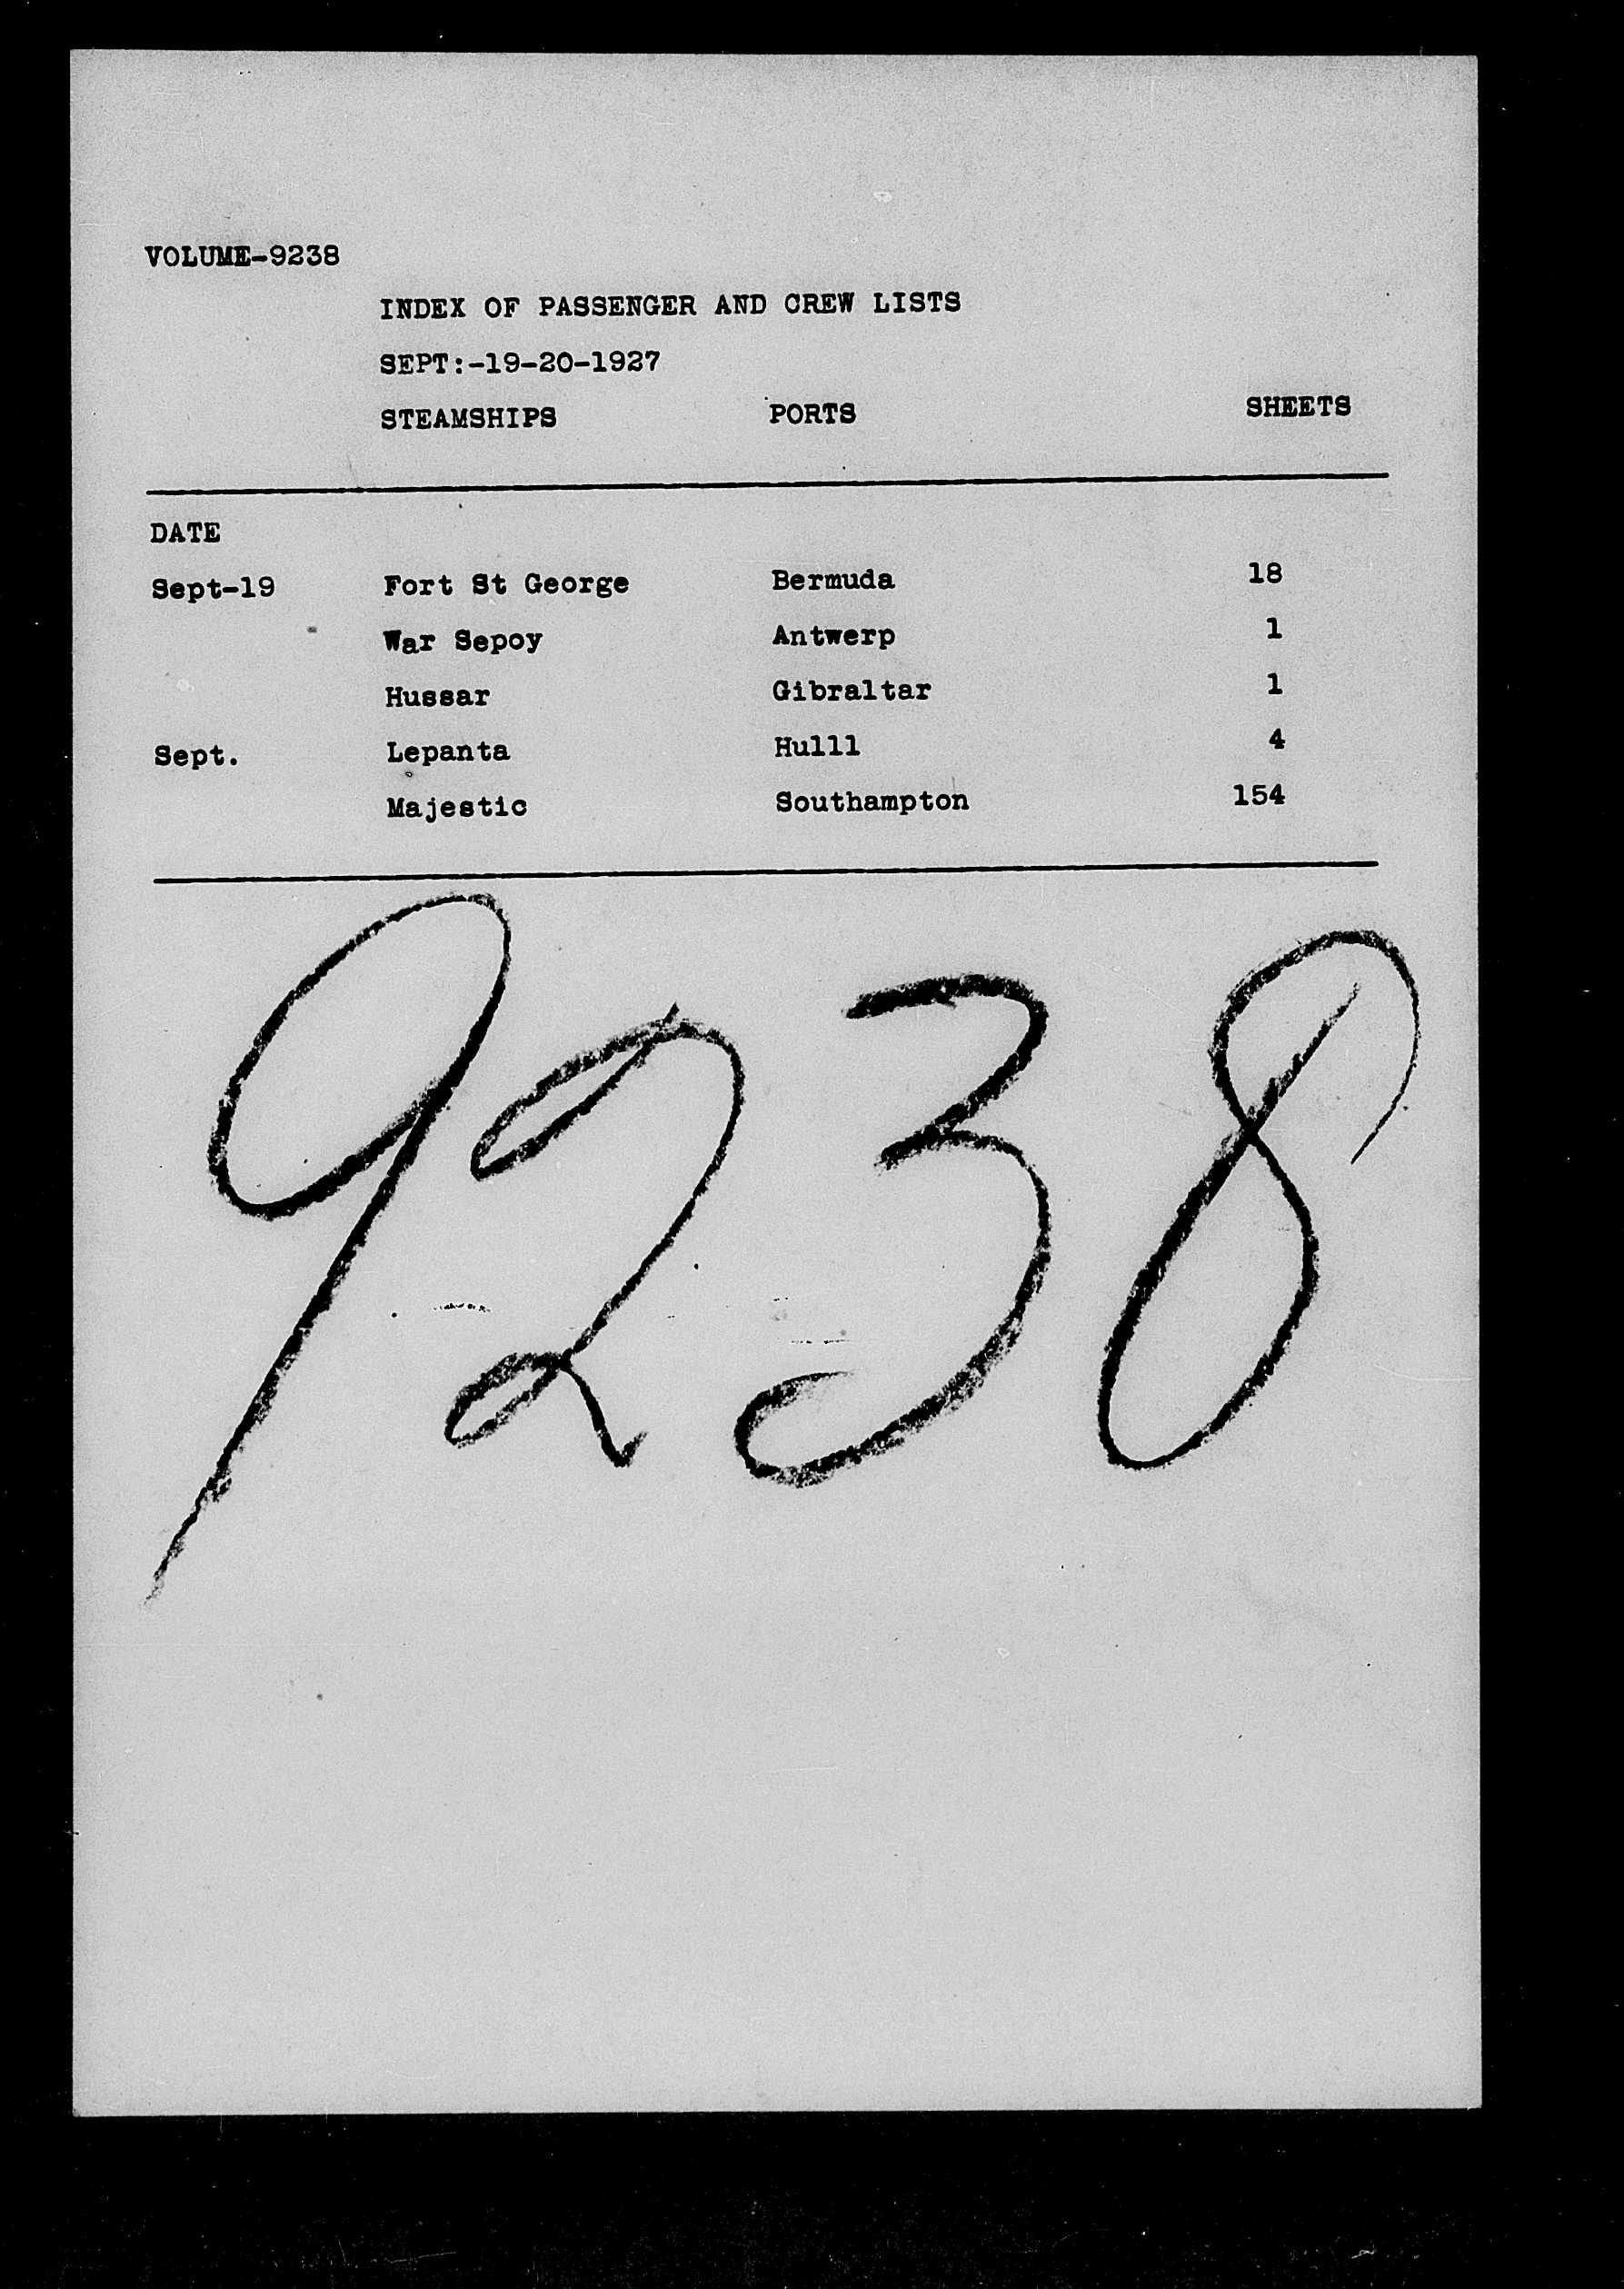 VOLUME-9238
INDEX OF PASSENGER AND CREW LISTS
SEPT:-19-20-1927
STEAMSHIPS PORTS SHEETS
DATE
Sept-19 Fort St George Bermuda 18
War Sepoy Antwerp 1
Hussar Gibraltar 1
Sept. Lepanta Hulll 4
Majestic Southampton 154
9238